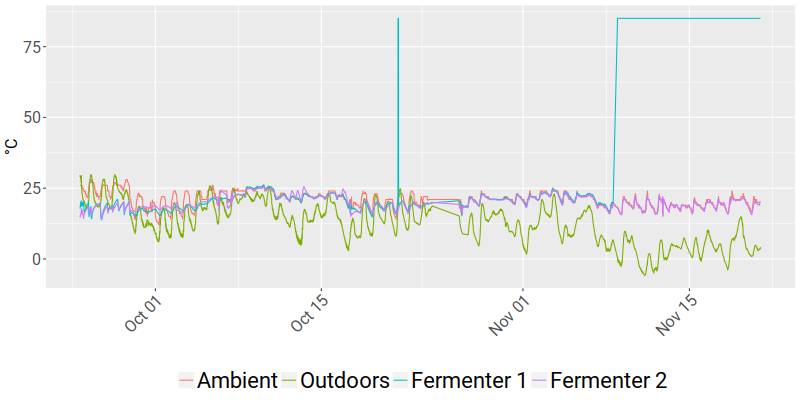 75
50
°C
25
0
Oct 01
Oct 15
Nov 01
Nov 15
Ambient Outdoors Fermenter 1 Fermenter 2